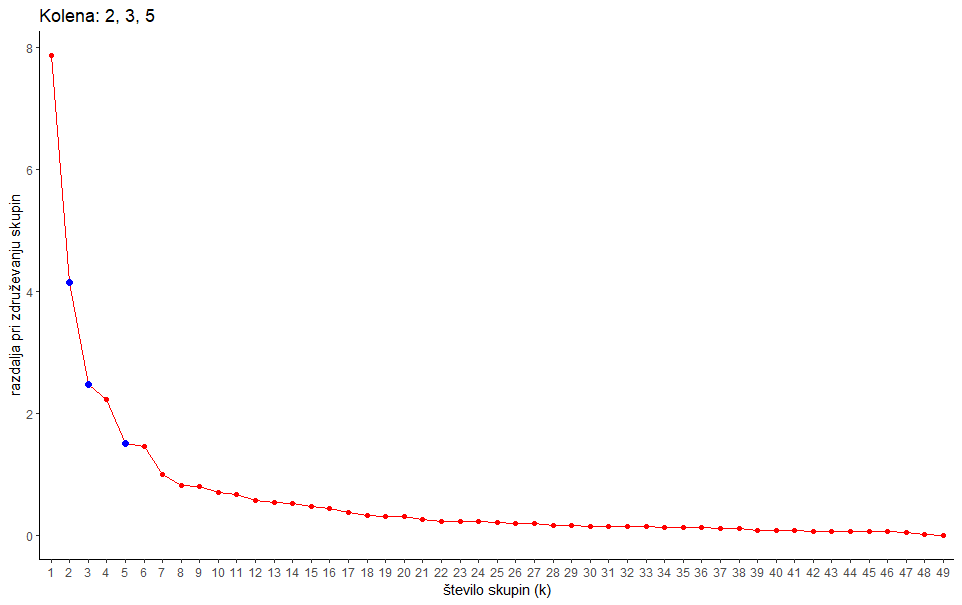 Kolena: 2, 3, 5
8
6
4
2
0
razdalja pri združevanju skupin
1 2 3 4 5 6 7 8 9 10 11 12 13 14 15 16 17 18 19 20 21 22 23 24 25 26 27 28 29 30 31 32 33 34 35 36 37 38 39 40 41 42 43 44 45 46 47 48 49
število skupin (k)